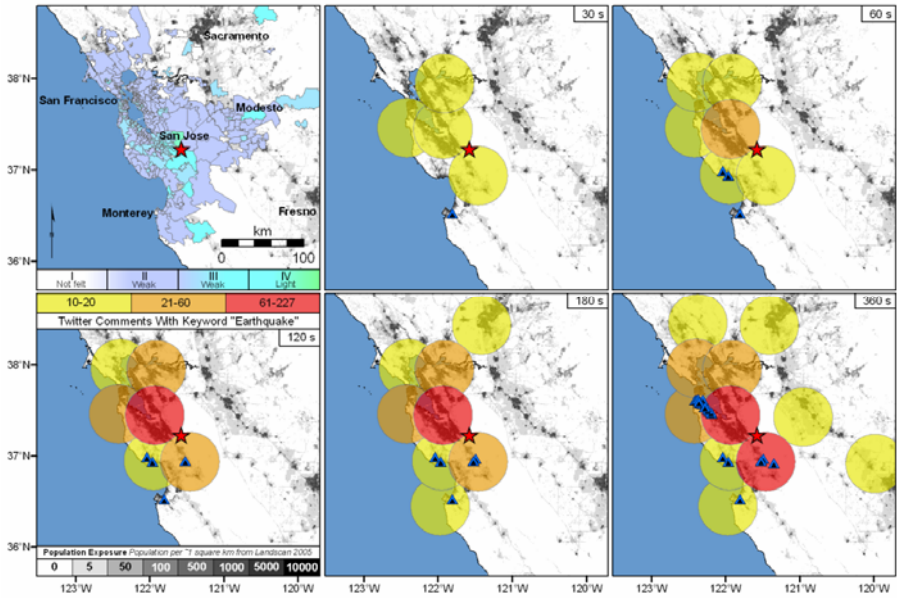 30 s
60 s
Sacramento
38°N
San Francisco
Modesto
San Jose
37°N
Monterey
Fresno
km
0 100
36°N
I II III IV
Not felt Weak Weak Light
10-20 21-60 61-227
Twitter Comments With Keyword "Earthquake"
120 s
180 s
360 s
38°N
37°N
36°N
Population Exposure Population per ~1 square km from Landscan 2005
0 5 50 100 500 1000 5000 10000
123°W 122°W 121°W 120°W
123°W 122°W 121°W 120°W
123°W 122°W 121°W 120°W